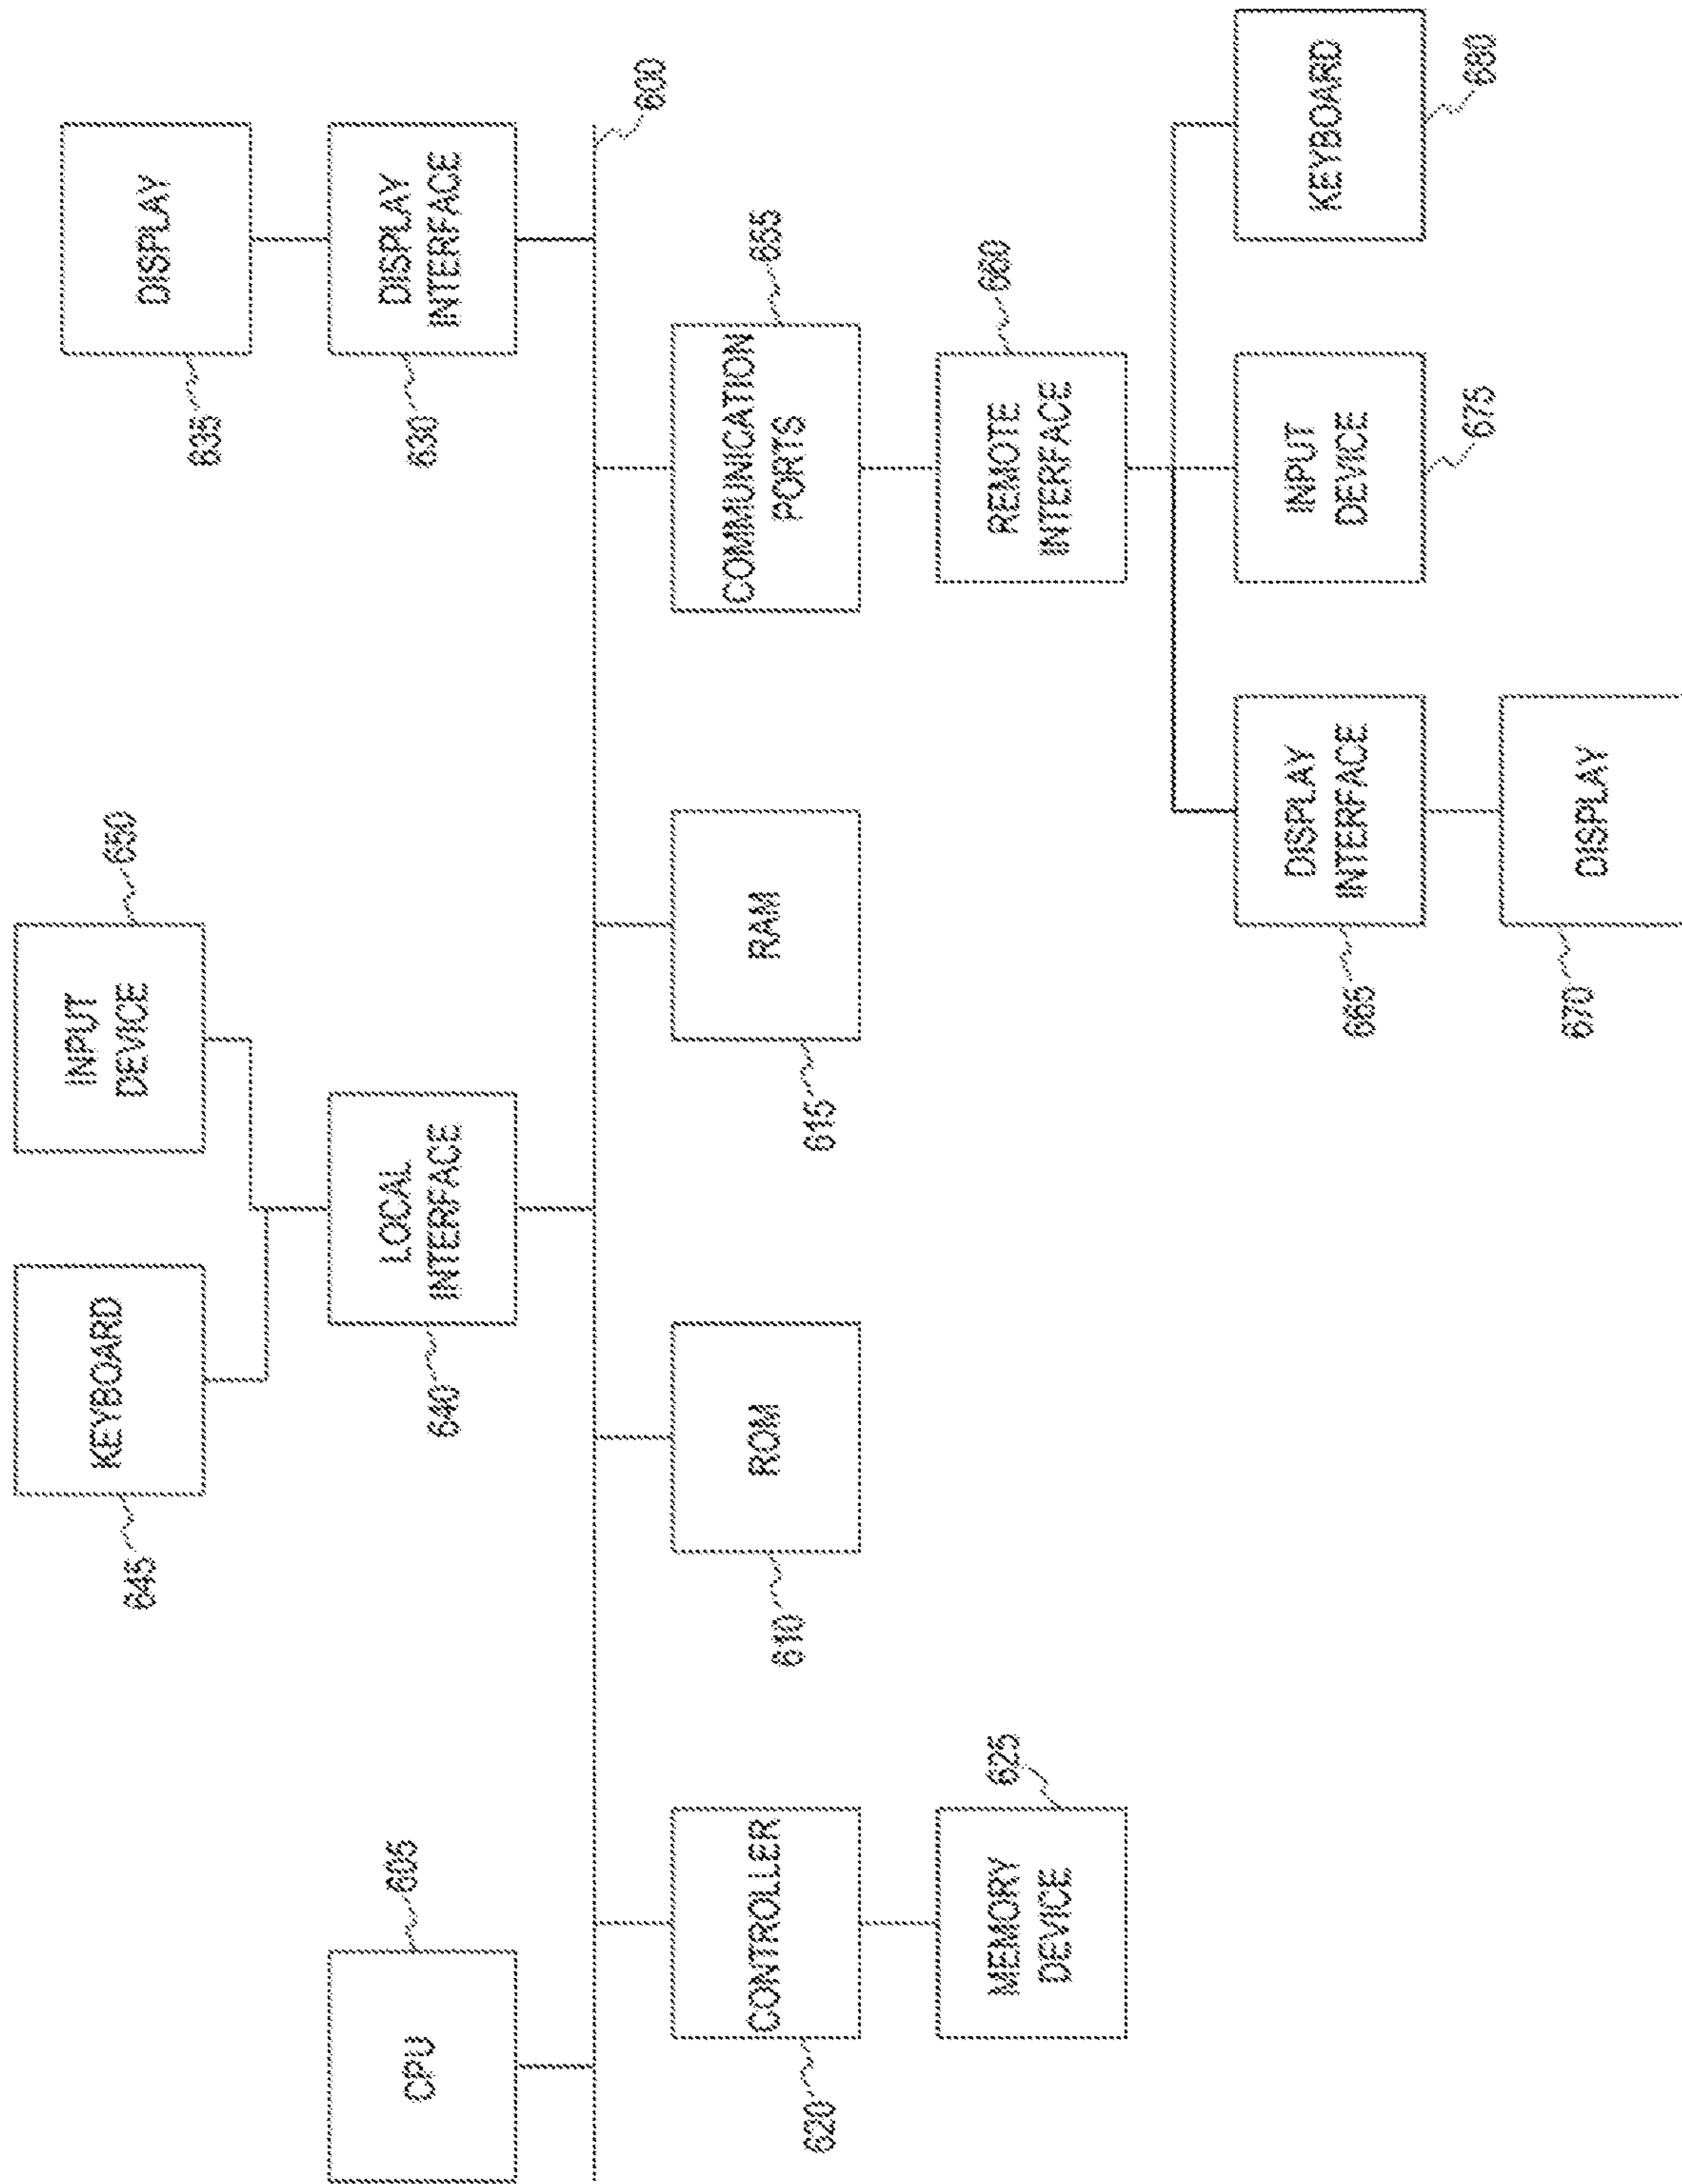 KEYBOARD
645
INPUT
DEVICE
650
DISPLAY
635
CPU
605
LOCAL
INTERFACE
640
DISPLAY
INTERFACE
630
600
CONTROLLER
620
ROM
610
RAM
615
COMMUNICATION
PORTS
655
MEMORY
DEVICE
625
REMOTE
INTERFACE
660
DISPLAY
INTERFACE
665
INPUT
DEVICE
675
KEYBOARD
680
DISPLAY
670